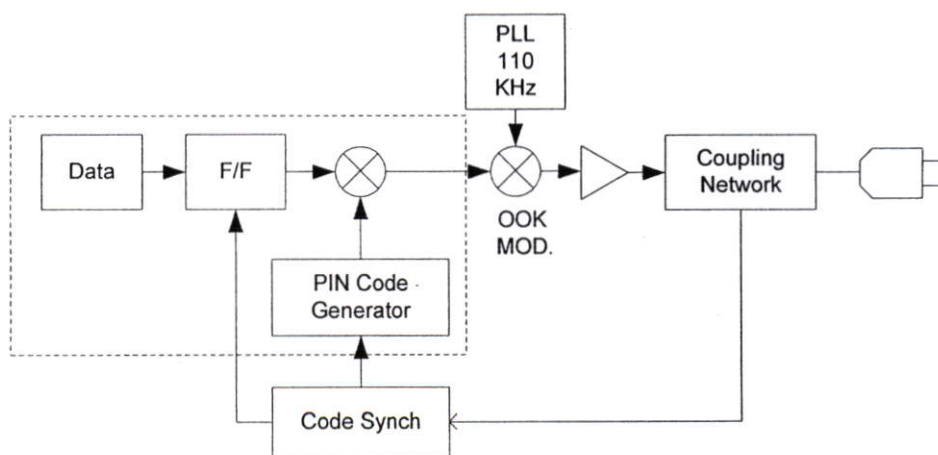 PLL
110
KHz
Data
F/F
Coupling
Network
OOK
MOD.
PIN Code
Generator
Code Synch